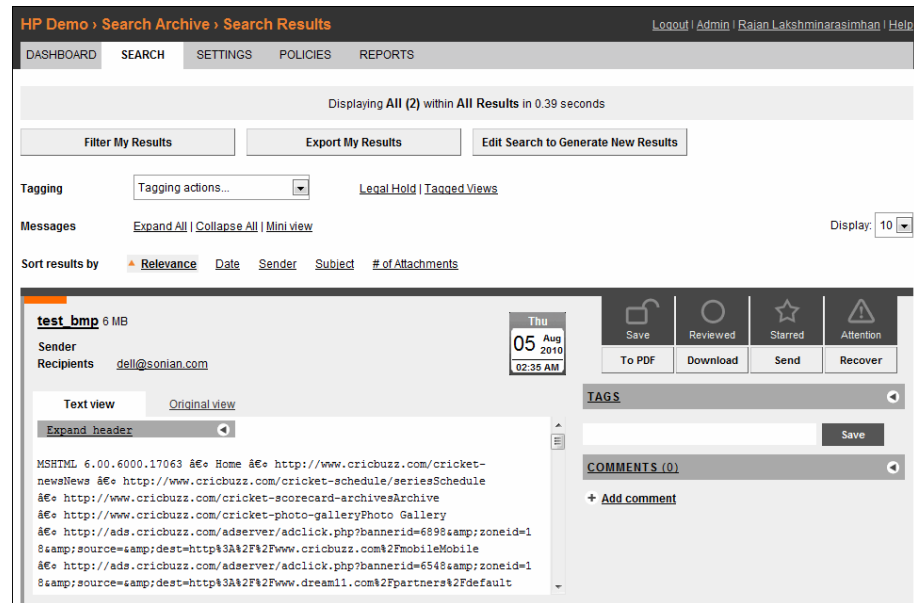 HP Demo › Search Archive › Search Results
Logout | Admin | Rajan Lakshminarasimhan | Help
DASHBOARD SEARCH SETTINGS POLICIES REPORTS
Displaying All (2) within All Results in 0.39 seconds
Filter My Results
Export My Results
Edit Search to Generate New Results
Tagging Tagging actions... Legal Hold | Tagged Views
Messages Expand All | Collapse All | Mini view
Display: 10
Sort results by Relevance Date Sender Subject # of Attachments
test_bmp 6 MB
Sender
Recipients dell@sonian.com
Thu
05 Aug 2010
02:35 AM
Save Reviewed Starred Attention
To PDF Download Send Recover
Text view Original view
Expand header
MSHTML 6.00.6000.17063 â€¢ Home â€¢ http://www.cricbuzz.com/cricket-
newsNews â€¢ http://www.cricbuzz.com/cricket-schedule/seriesSchedule
â€¢ http://www.cricbuzz.com/cricket-scorecard-archivesArchive
â€¢ http://www.cricbuzz.com/cricket-photo-galleryPhoto Gallery
â€¢ http://ads.cricbuzz.com/adserver/adclick.php?bannerid=6898&amp;zoneid=1
8&amp;source=&amp;dest=http%3A%2F%2Fwww.cricbuzz.com%2FmobileMobile
â€¢ http://ads.cricbuzz.com/adserver/adclick.php?bannerid=6548&amp;zoneid=1
8&amp;source=&amp;dest=http%3A%2F%2Fwww.dream11.com%2Fpartners%2Fdefault
TAGS
Save
COMMENTS (0)
+ Add comment